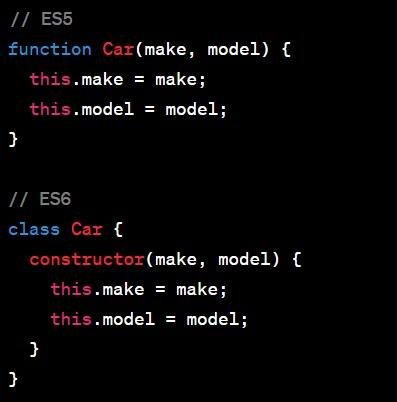 // ES5
function Car(make, model) {
  this.make = make;
  this.model = model;
}

// ES6
class Car {
  constructor(make, model) {
    this.make = make;
    this.model = model;
  }
}